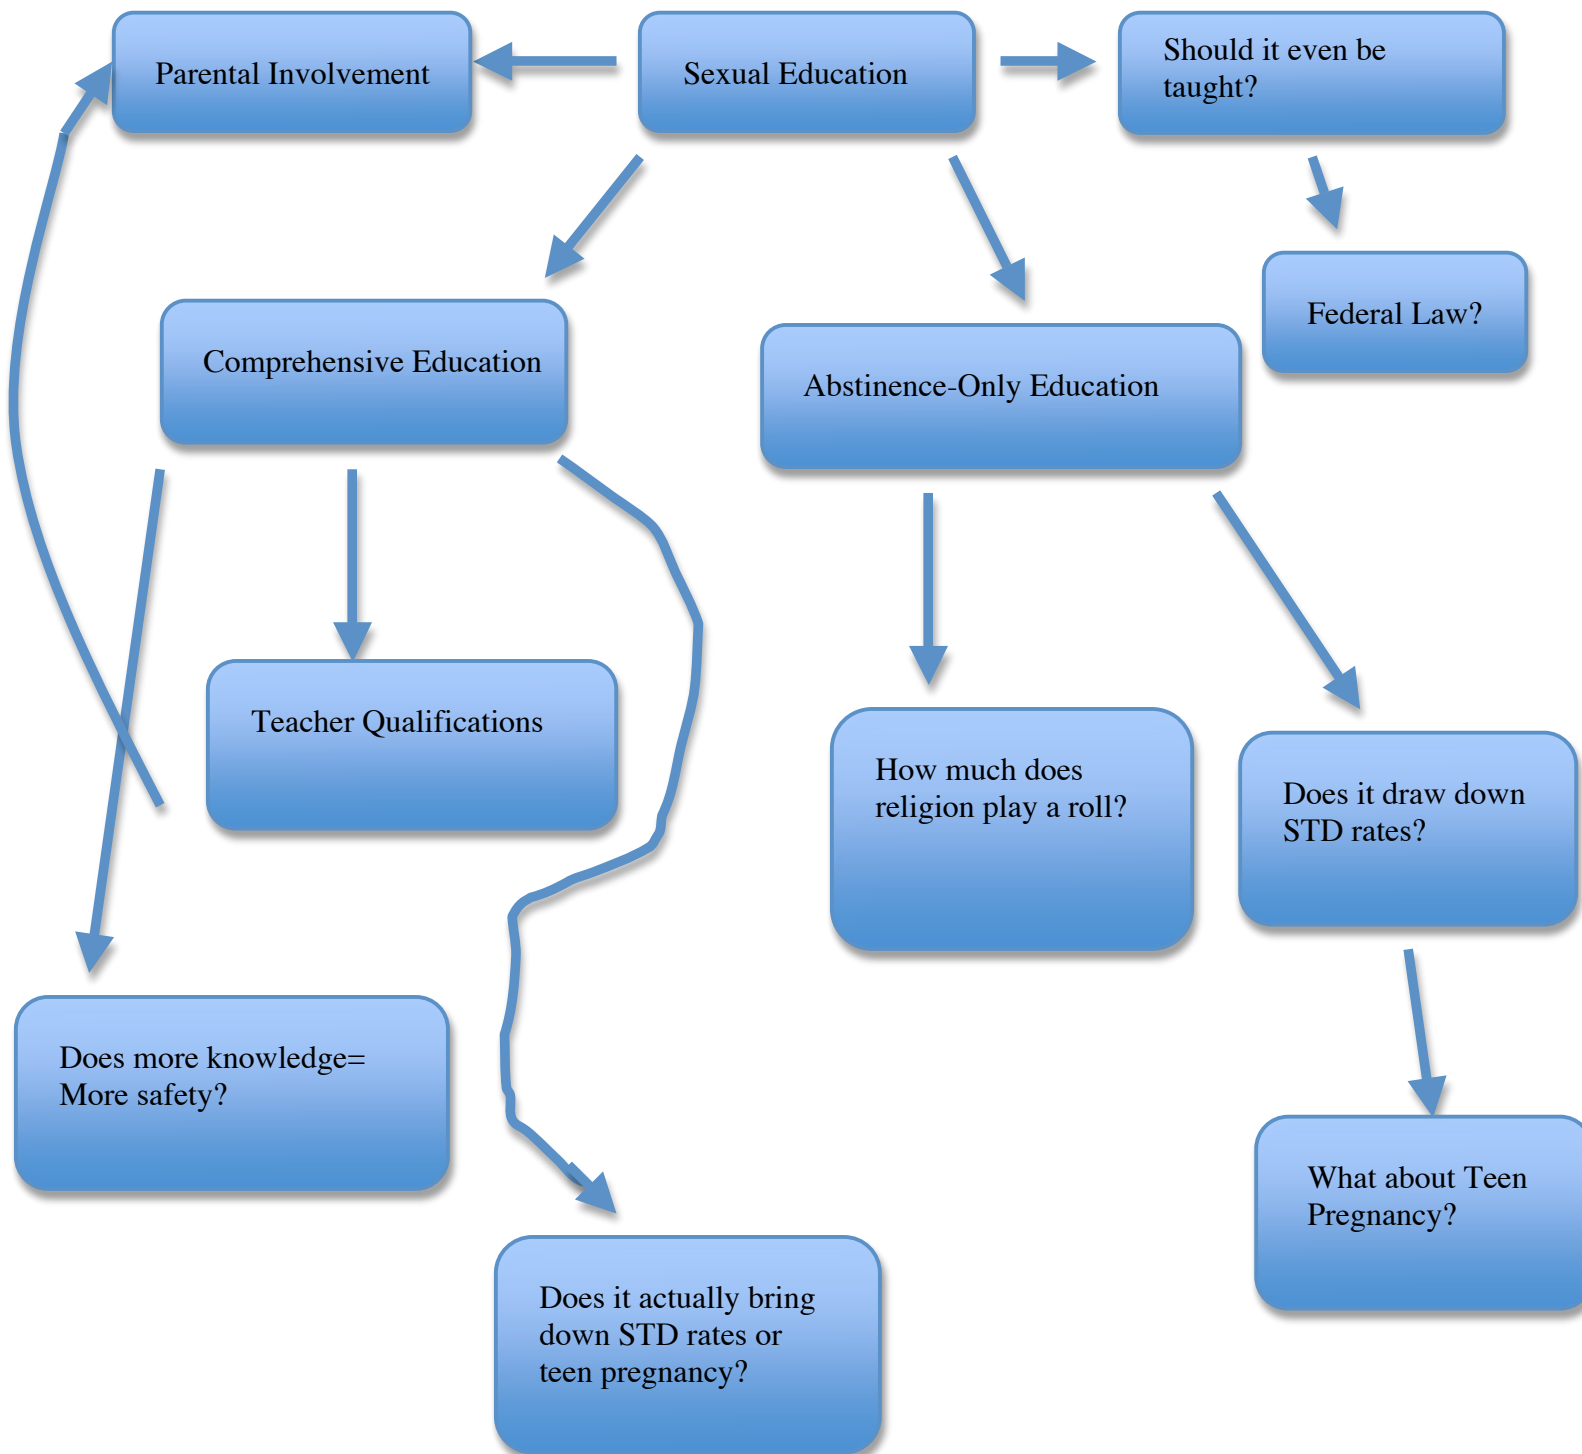 Parental Involvement
Sexual Education
Should it even be
taught?
Federal Law?
Comprehensive Education
Abstinence-Only Education
Teacher Qualifications
How much does
religion play a roll?
Does it draw down
STD rates?
Does more knowledge=
More safety?
What about Teen
Pregnancy?
Does it actually bring
down STD rates or
teen pregnancy?